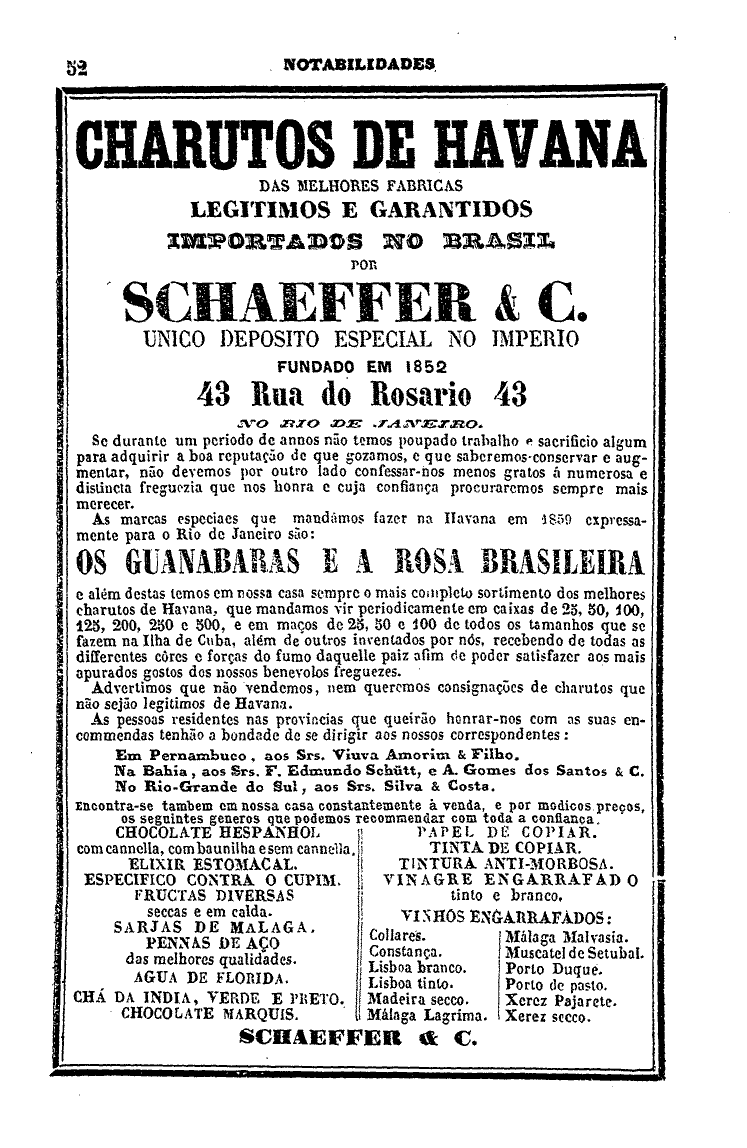 52 NOTABILIDADES
CHARUTOS DE HAVANA
DAS MELHORES FABRICAS
LEGITIMOS E GARANTIDOS
IMPORTADOS NO BRASIL
POR
SCHAEFFER & C.
UNICO DEPOSITO ESPECIAL NO IMPERIO
FUNDADO EM 1852
43 Rua do Rosario 43
NO RIO DE JANEIRO.
Se durante um periodo de annos não temos poupado trabalho e sacrificio algum
para adquirir a boa reputação de que gozamos, e que saberemos conservar e aug-
mentar, não devemos por outro lado confessar-nos menos gratos á numerosa e
distincta freguezia que nos honra e cuja confiança procuraremos sempre mais
merecer.
As marcas especiaes que mandámos fazer na Havana em 1859 expressa-
mente para o Rio de Janeiro são:
OS GUANABARAS E A ROSA BRASILEIRA
e além destas temos em nossa casa sempre o mais completo sortimento dos melhores
charutos de Havana, que mandamos vir periodicamente em caixas de 25, 50, 100,
125, 200, 250 e 500, e em maços de 25, 50 e 100 de todos os tamanhos que se
fazem na Ilha de Cuba, além de outros inventados por nós, recebendo de todas as
differentes côres e forças do fumo daquelle paiz afim de poder satisfazer aos mais
apurados gostos dos nossos benevolos freguezes.
Advertimos que não vendemos, nem queremos consignações de charutos que
não sejão legitimos de Havana.
As pessoas residentes nas provincias que queirão honrar-nos com as suas en-
commendas tenhão a bondade de se dirigir aos nossos correspondentes:
Em Pernambuco, aos Srs. Viuva Amorim & Filho.
Na Bahia, aos Srs. F. Edmundo Schütt, e A. Gomes dos Santos & C.
No Rio-Grande do Sul, aos Srs. Silva & Costa.
Encontra-se tambem em nossa casa constantemente á venda, e por modicos preços,
os seguintes generos que podemos recommendar com toda a confiança.
CHOCOLATE HESPANHOL
com cannella, com baunilha e sem cannella.
ELIXIR ESTOMACAL.
ESPECIFICO CONTRA O CUPIM.
FRUCTAS DIVERSAS
seccas e em calda.
SARJAS DE MALAGA.
PENNAS DE AÇO
das melhores qualidades.
AGUA DE FLORIDA.
CHÁ DA INDIA, VERDE E PRETO.
CHOCOLATE MARQUIS.
PAPEL DE COPIAR.
TINTA DE COPIAR.
TINTURA ANTI-MORBOSA.
VINAGRE ENGARRAFADO
tinto e branco.
VINHOS ENGARRAFADOS:
Collares.
Constança.
Lisboa branco.
Lisboa tinto.
Madeira secco.
Málaga Lagrima.
Málaga Malvasia.
Muscatel de Setubal.
Porto Duque.
Porto de pasto.
Xerez Pajarete.
Xerez secco.
SCHAEFFER & C.